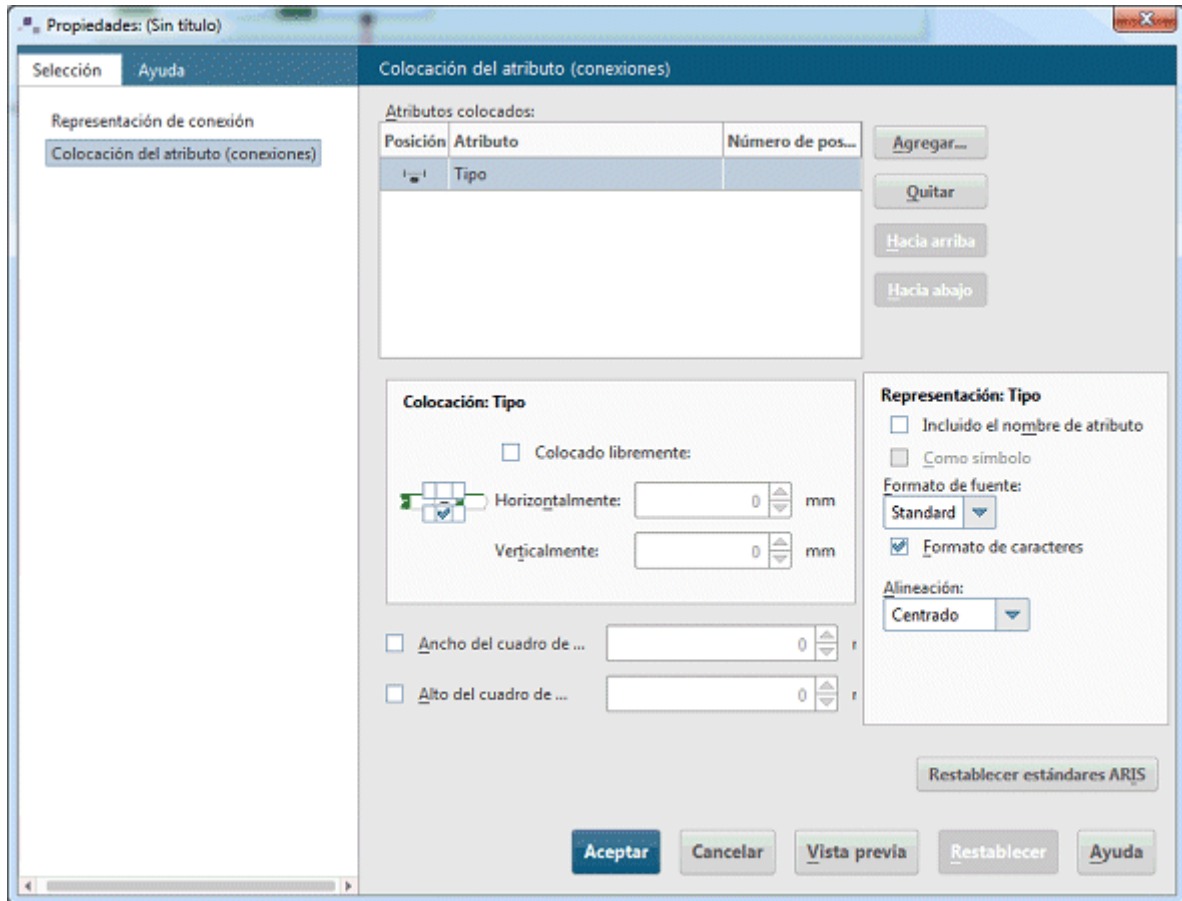 Propiedades: (Sin título)
Selección
Ayuda
Colocación del atributo (conexiones)
Representación de conexión
Colocación del atributo (conexiones)
Atributos colocados:
Posición Atributo Número de pos...
Tipo
Agregar...
Quitar
Hacia arriba
Hacia abajo
Colocación: Tipo
Colocado libremente:
Horizontalmente: 0 mm
Verticalmente: 0 mm
Representación: Tipo
Incluido el nombre de atributo
Como símbolo
Formato de fuente:
Standard
Formato de caracteres
Alineación:
Centrado
Ancho del cuadro de ... 0
Alto del cuadro de ... 0
Restablecer estándares ARIS
Aceptar Cancelar Vista previa Restablecer Ayuda